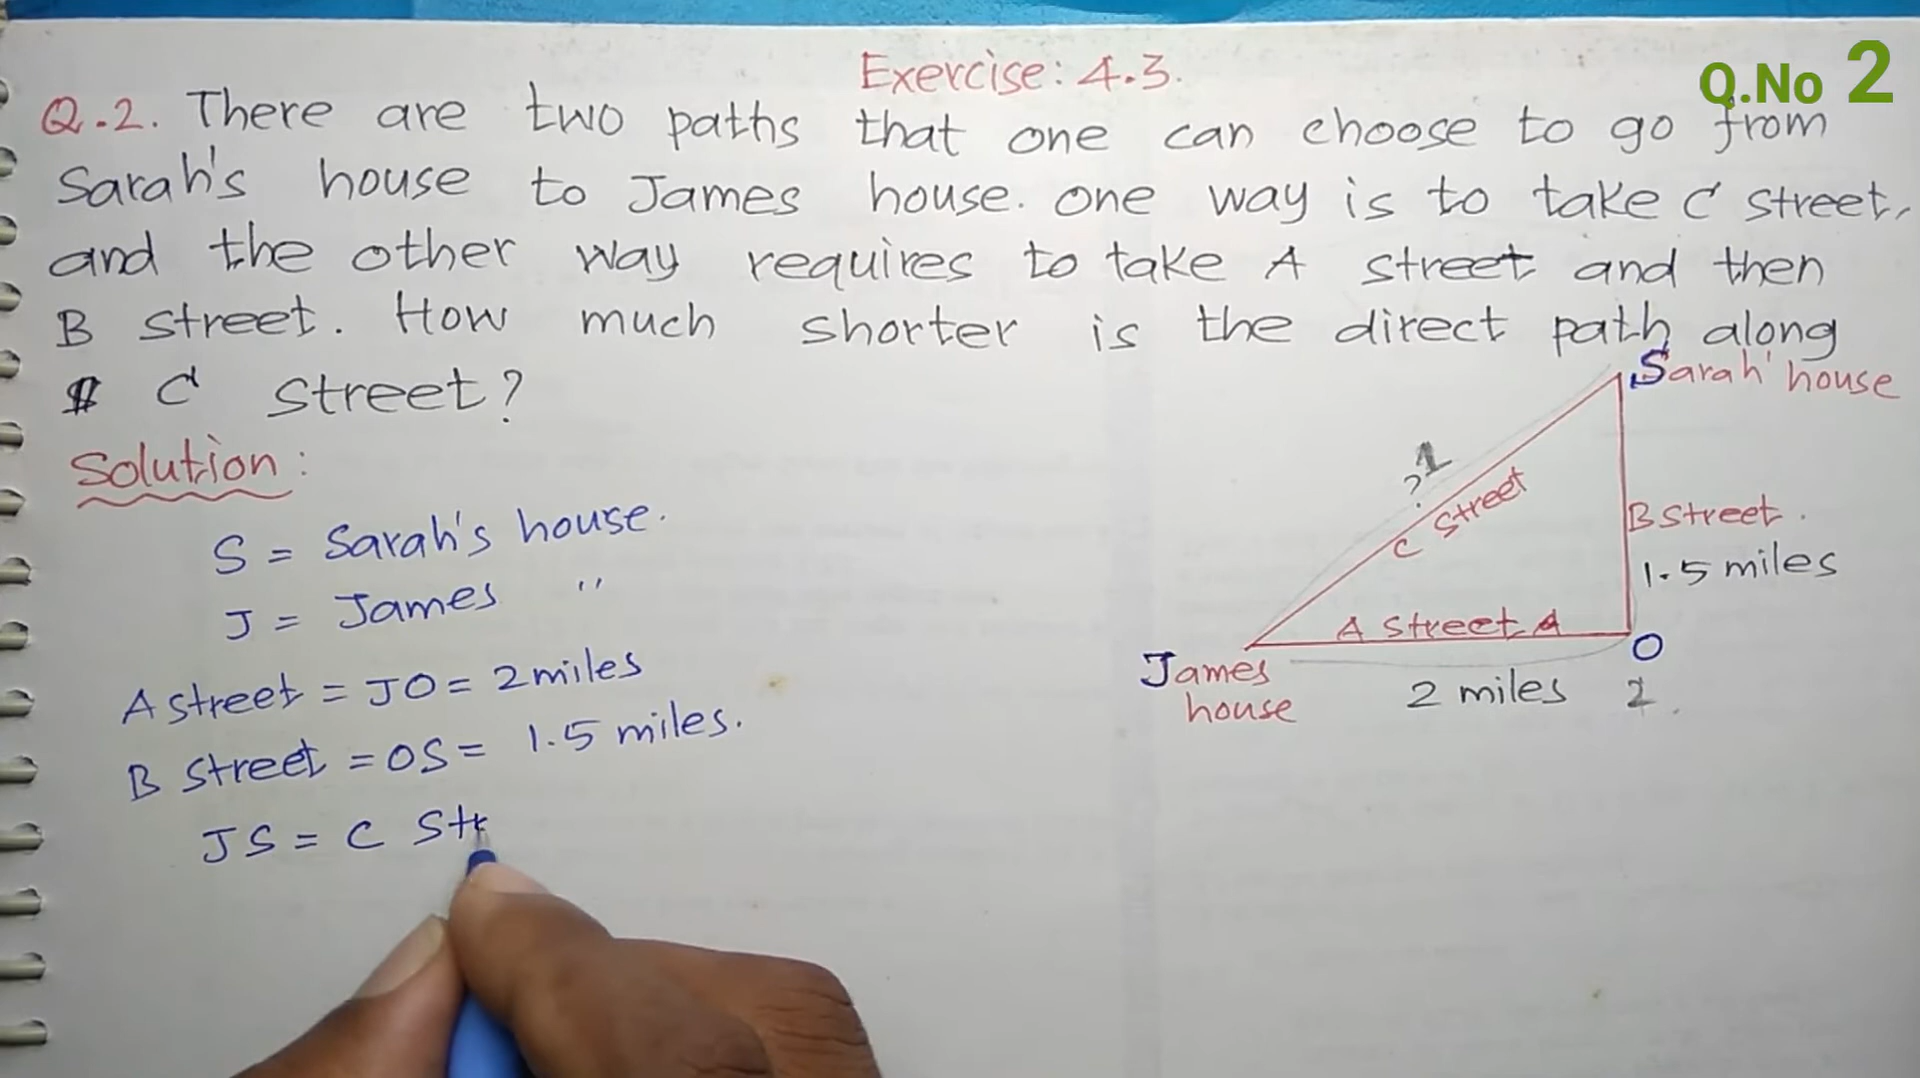 Exercise: 4.3.
Q.No 2
Q.2. There are two paths that one can choose to go from
Sarah's house to James house. one way is to take C street,
and the other way requires to take A street and then
B street. How much shorter is the direct path along
C street?
Solution:
S = Sarah's house.
J = James "
A street = JO = 2 miles
B street = OS = 1.5 miles.
JS = C Str
Sarah' house
?
C street
B street.
1.5 miles
A street
O
James
house
2 miles